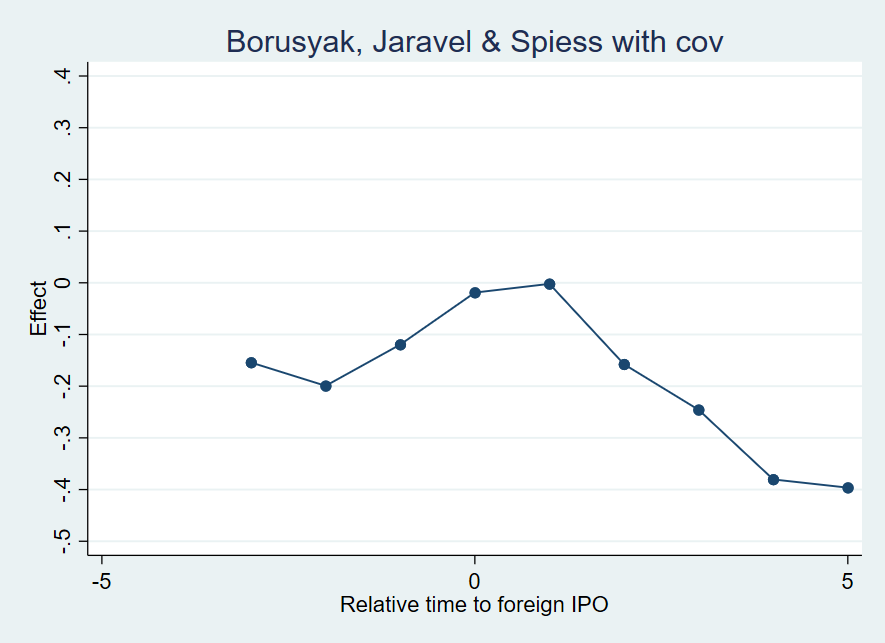 Borusyak, Jaravel & Spiess with cov
.4
.3
.2
.1
0
-.1
-.2
-.3
-.4
-.5
Effect
-5 0 5
Relative time to foreign IPO